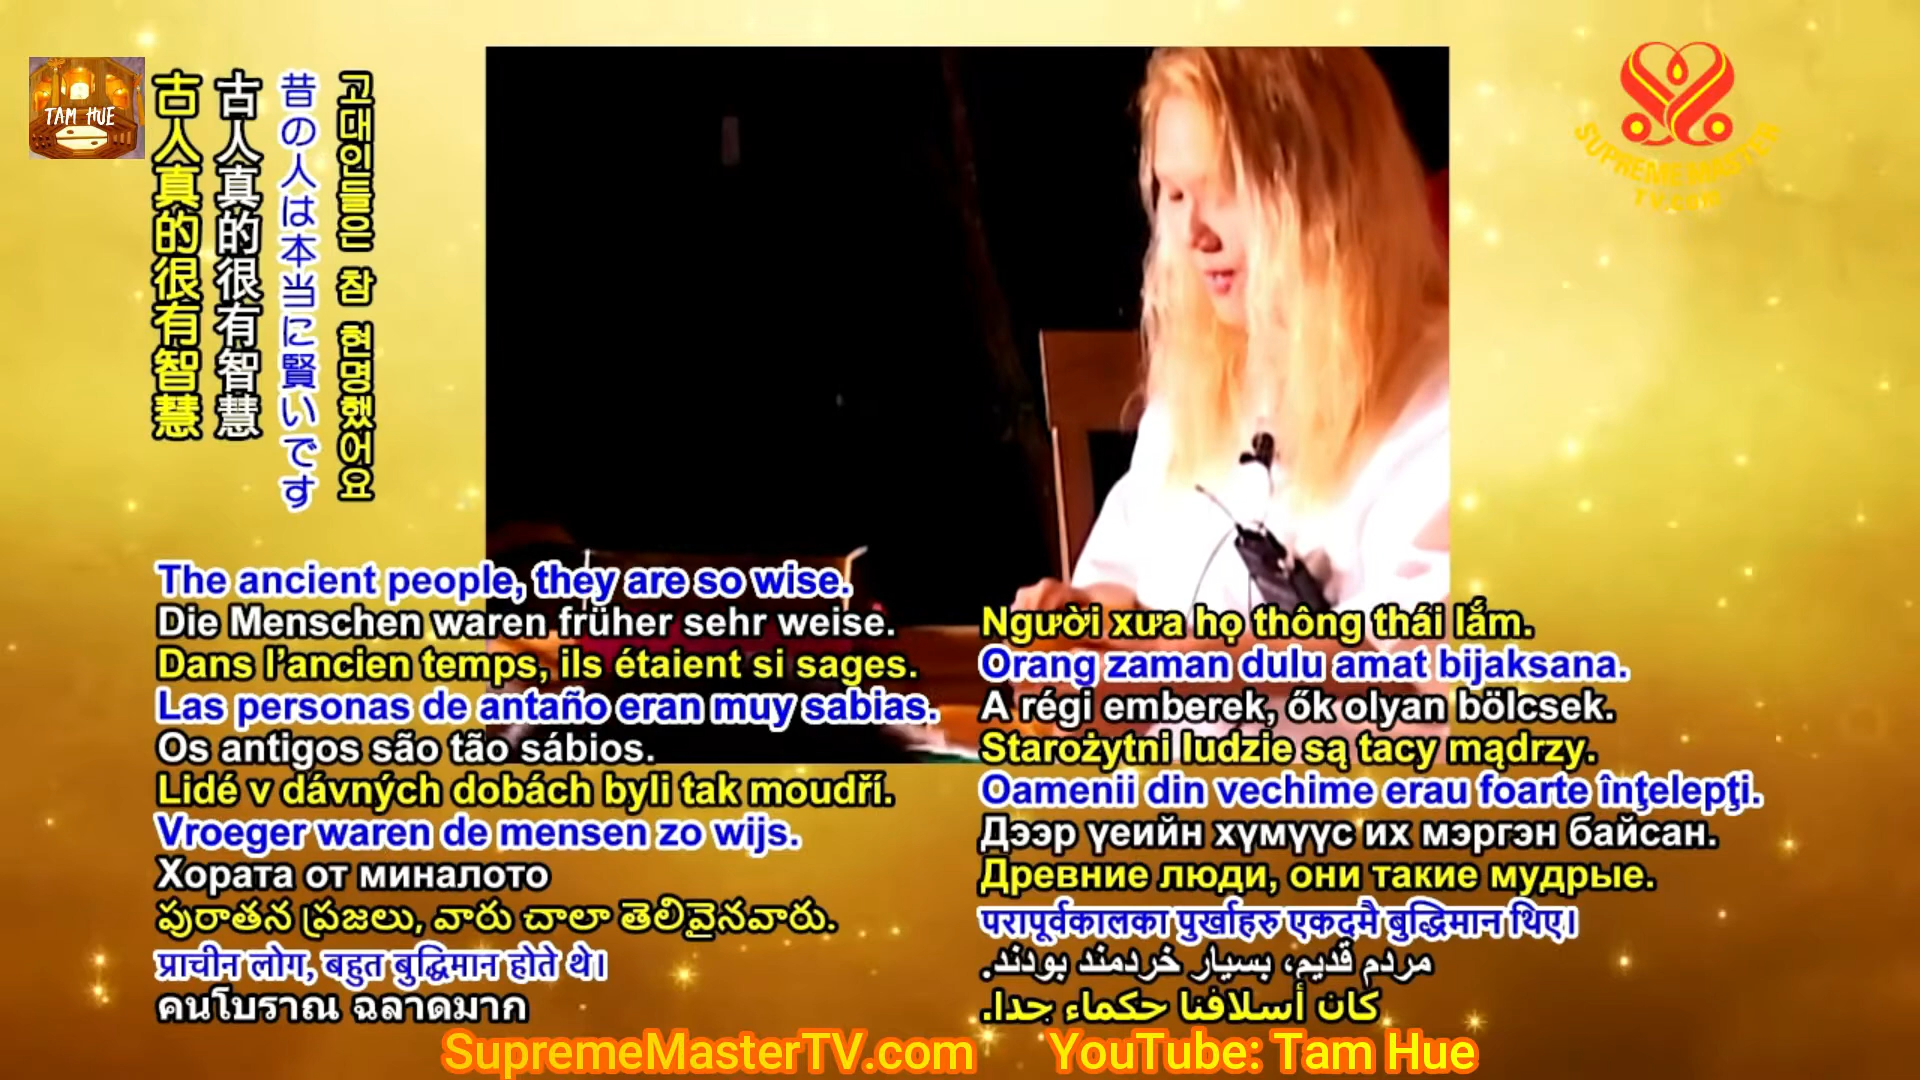 TAM HUE
古人真的很有智慧
古人真的很有智慧
昔の人は本当に賢いです
고대인들은 참 현명했어요
SUPREME MASTER
TV.COM
The ancient people, they are so wise.
Die Menschen waren früher sehr weise.
Dans l'ancien temps, ils étaient si sages.
Las personas de antaño eran muy sabias.
Os antigos são tão sábios.
Lidé v dávných dobách byli tak moudří.
Vroeger waren de mensen zo wijs.
Хората от миналото
పురాతన ప్రజలు, వారు చాలా తెలివైనవారు.
प्राचीन लोग, बहुत बुद्धिमान होते थे।
คนโบราณ ฉลาดมาก
Người xưa họ thông thái lắm.
Orang zaman dulu amat bijaksana.
A régi emberek, ők olyan bölcsek.
Starożytni ludzie są tacy mądrzy.
Oamenii din vechime erau foarte înţelepţi.
Дээр үеийн хүмүүс их мэргэн байсан.
Древние люди, они такие мудрые.
परापूर्वकालका पुर्खाहरु एकदमै बुद्धिमान थिए।
مردم قدیم، بسیار خردمند بودند.
كان أسلافنا حكماء جدا.
SupremeMasterTV.com YouTube: Tam Hue